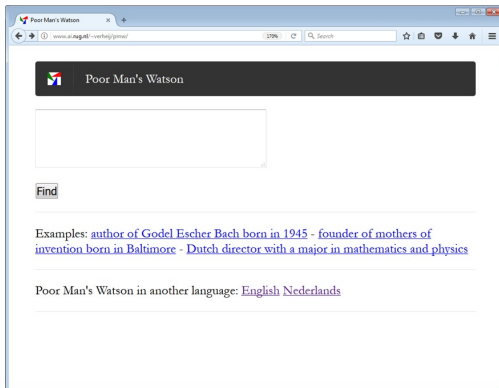 Poor Man's Watson
www.ai.rug.nl/~verheij/pmw/
170%
Search
Poor Man's Watson
Find
Examples: author of Godel Escher Bach born in 1945 - founder of mothers of
invention born in Baltimore - Dutch director with a major in mathematics and physics
Poor Man's Watson in another language: English Nederlands